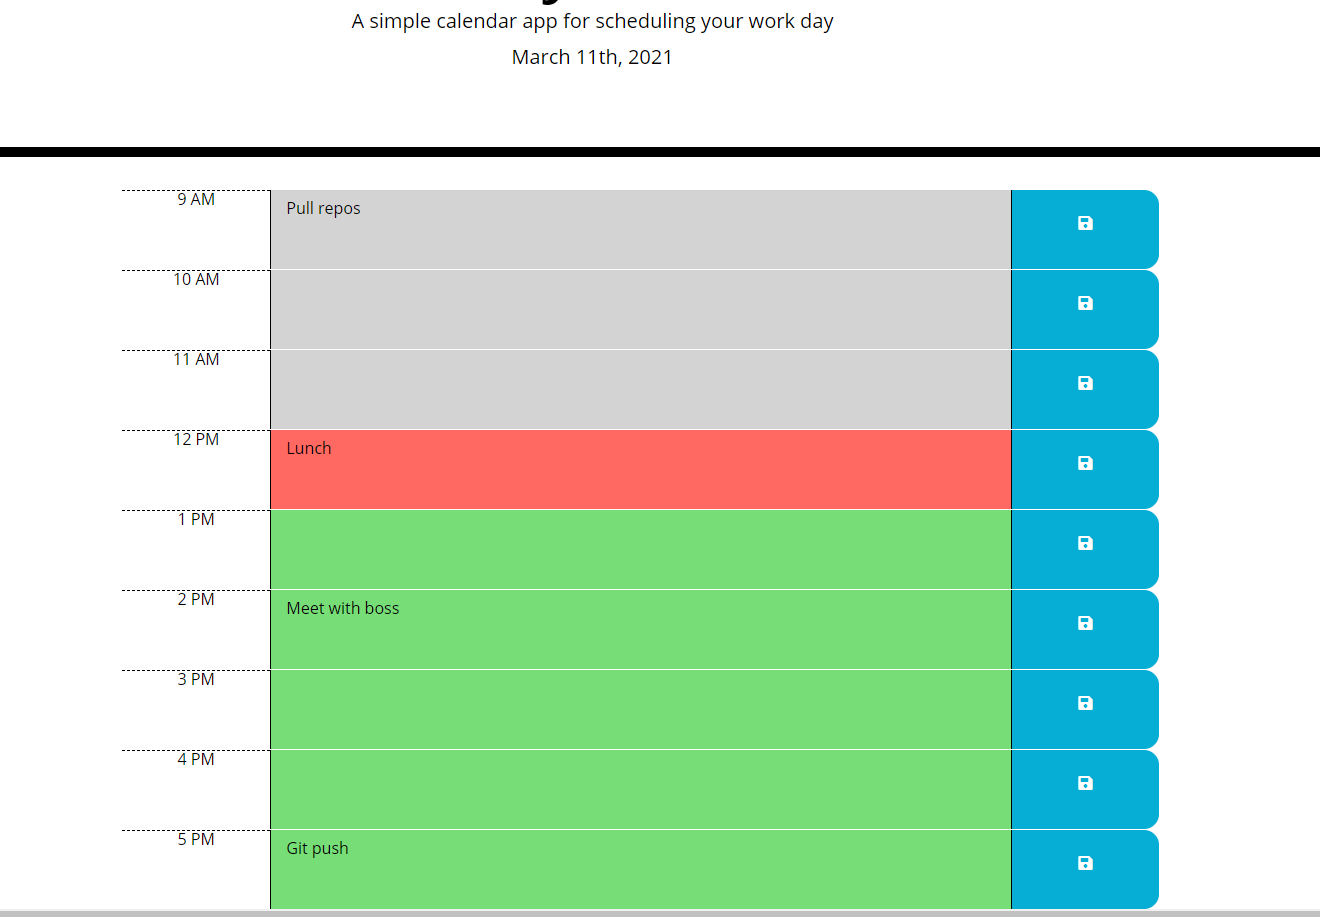 A simple calendar app for scheduling your work day
March 11th, 2021
9 AM
Pull repos
10 AM
11 AM
12 PM
Lunch
1 PM
2 PM
Meet with boss
3 PM
4 PM
5 PM
Git push